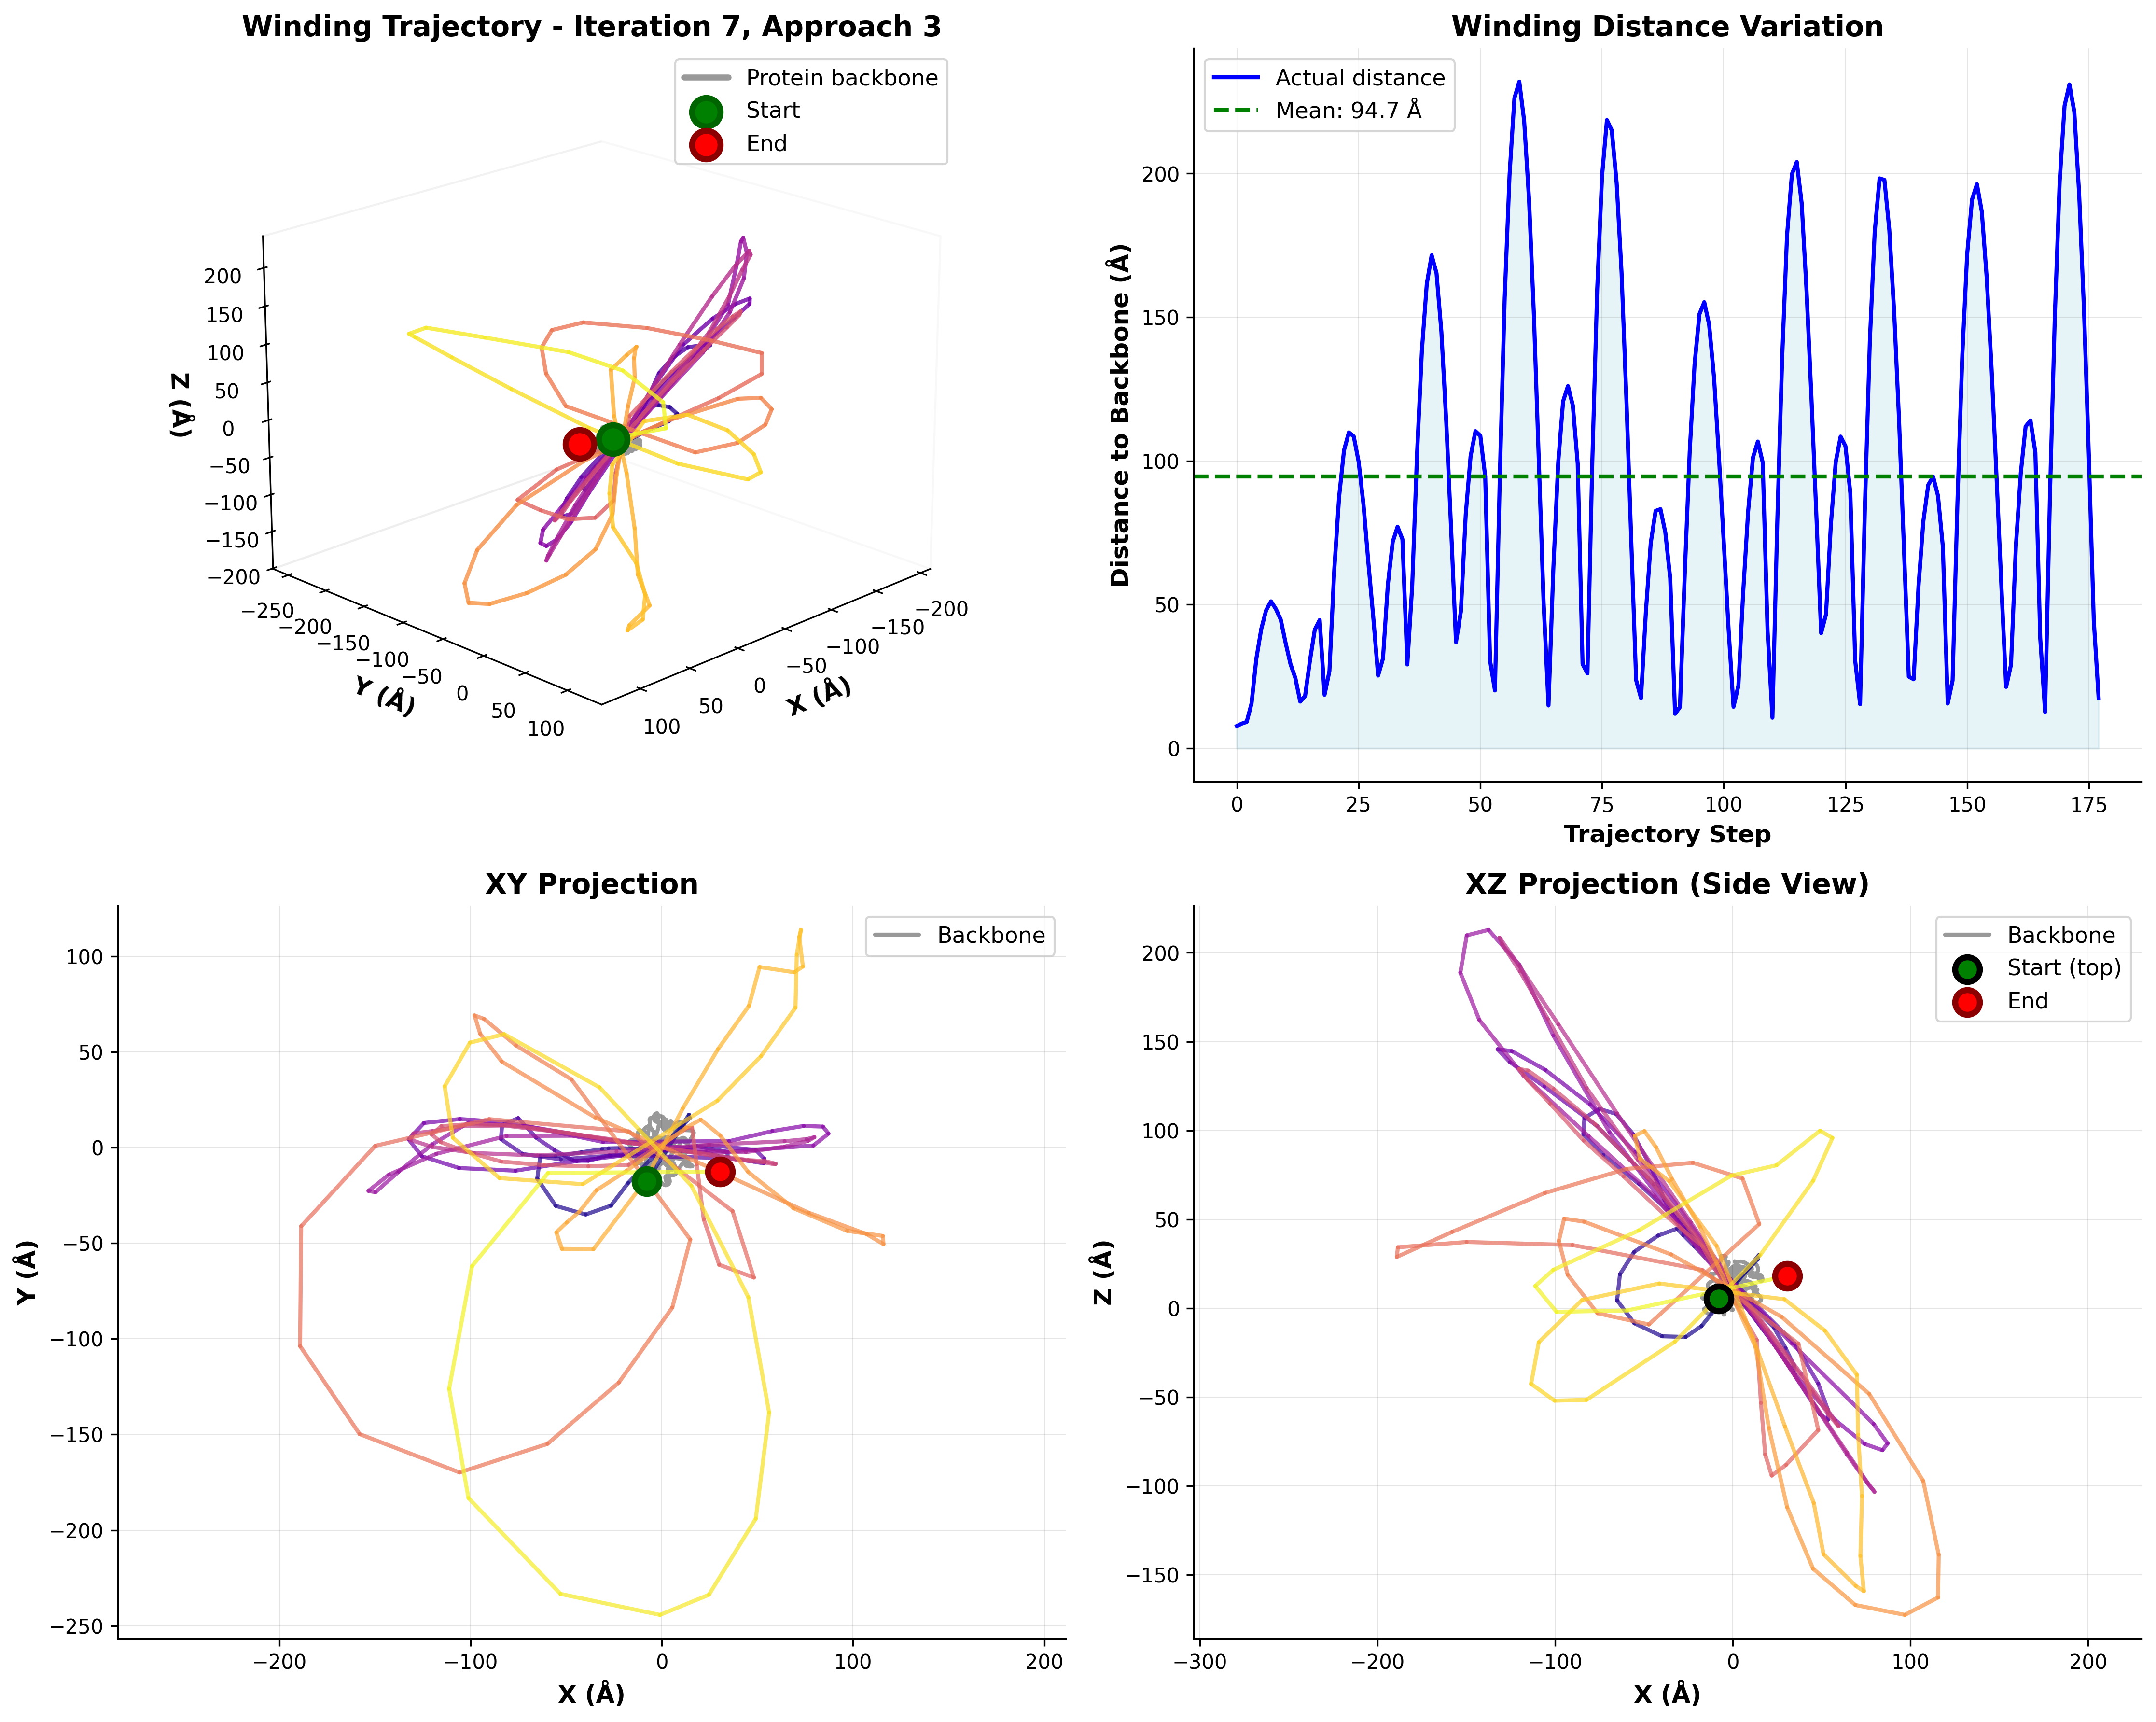 Winding Trajectory - Iteration 7, Approach 3
Protein backbone
Start
End
200
150
100
50
0
−50
−100
−150
−200
Z (Å)
−250
−200
−150
−100
−50
0
50
100
Y (Å)
100
50
0
−50
−100
−150
−200
X (Å)
Winding Distance Variation
Actual distance
Mean: 94.7 Å
200
150
100
50
0
Distance to Backbone (Å)
0 25 50 75 100 125 150 175
Trajectory Step
XY Projection
Backbone
100
50
0
−50
−100
−150
−200
−250
Y (Å)
−200 −100 0 100 200
X (Å)
XZ Projection (Side View)
Backbone
Start (top)
End
200
150
100
50
0
−50
−100
−150
Z (Å)
−300 −200 −100 0 100 200
X (Å)